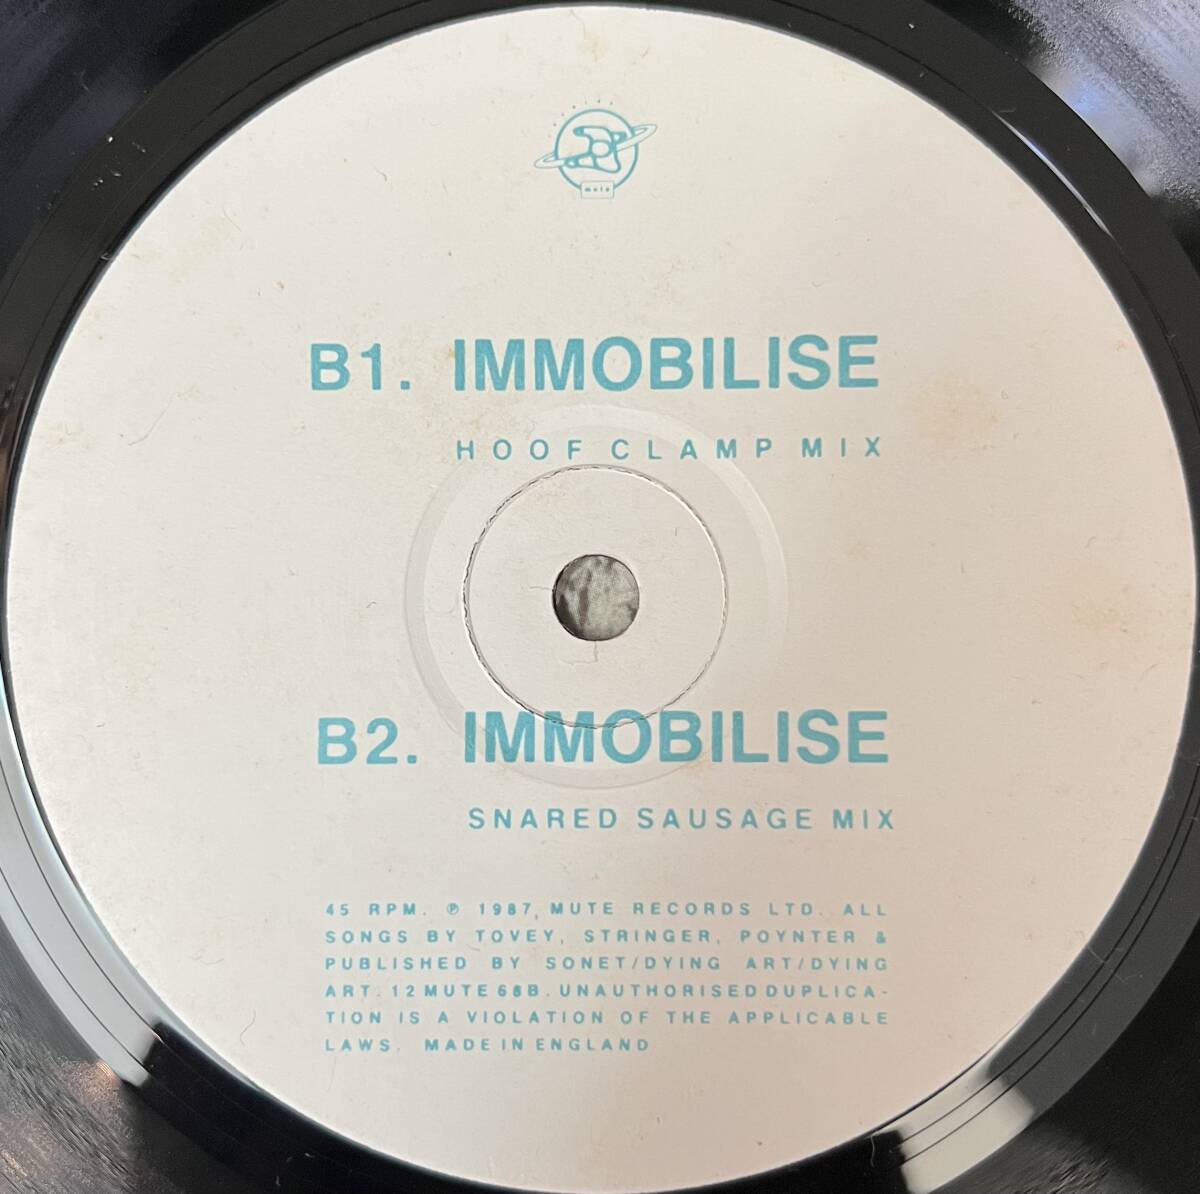 mute
B1. IMMOBILISE
HOOF CLAMP MIX
B2. IMMOBILISE
SNARED SAUSAGE MIX
45 RPM. ℗ 1987, MUTE RECORDS LTD. ALL
SONGS BY TOVEY, STRINGER, POYNTER &
PUBLISHED BY SONET/DYING ART/DYING
ART. 12 MUTE 68B. UNAUTHORISED DUPLICA-
TION IS A VIOLATION OF THE APPLICABLE
LAWS. MADE IN ENGLAND